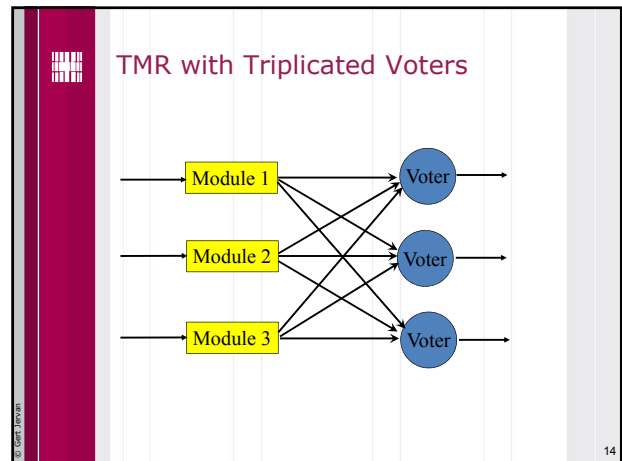 TMR with Triplicated Voters
Module 1
Voter
Module 2
Voter
Module 3
Voter
© Gert Jervan
14